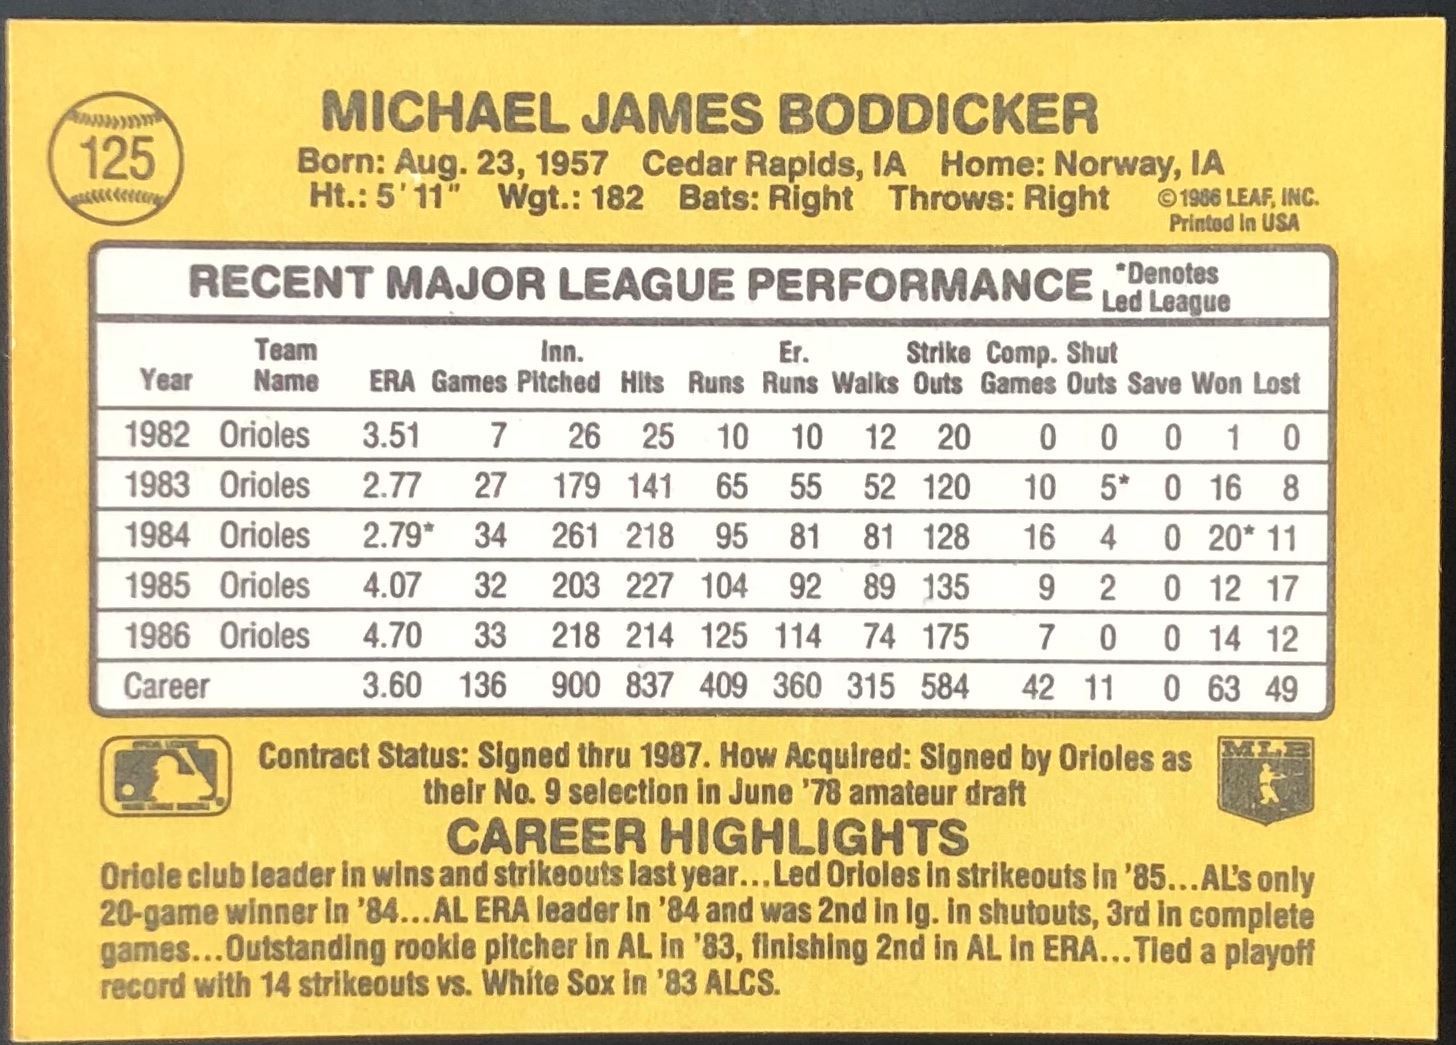 125
MICHAEL JAMES BODDICKER
Born: Aug. 23, 1957 Cedar Rapids, IA Home: Norway, IA
Ht.: 5'11" Wgt.: 182 Bats: Right Throws: Right
©1986 LEAF, INC.
Printed in USA
RECENT MAJOR LEAGUE PERFORMANCE *Denotes Led League
Year Team Name ERA Games Inn. Pitched Hits Runs Er. Runs Walks Strike Outs Comp. Games Shut Outs Save Won Lost
1982 Orioles 3.51 7 26 25 10 10 12 20 0 0 0 1 0
1983 Orioles 2.77 27 179 141 65 55 52 120 10 5* 0 16 8
1984 Orioles 2.79* 34 261 218 95 81 81 128 16 4 0 20* 11
1985 Orioles 4.07 32 203 227 104 92 89 135 9 2 0 12 17
1986 Orioles 4.70 33 218 214 125 114 74 175 7 0 0 14 12
Career 3.60 136 900 837 409 360 315 584 42 11 0 63 49
Contract Status: Signed thru 1987. How Acquired: Signed by Orioles as
their No. 9 selection in June '78 amateur draft
MLB
CAREER HIGHLIGHTS
Oriole club leader in wins and strikeouts last year...Led Orioles in strikeouts in '85...AL's only
20-game winner in '84...AL ERA leader in '84 and was 2nd in lg. in shutouts, 3rd in complete
games...Outstanding rookie pitcher in AL in '83, finishing 2nd in AL in ERA...Tied a playoff
record with 14 strikeouts vs. White Sox in '83 ALCS.